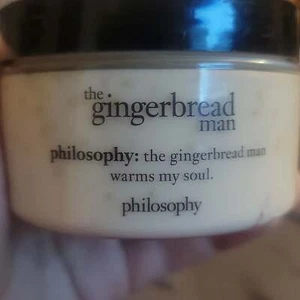 the
gingerbread
man
philosophy: the gingerbread man
warms my soul.
philosophy